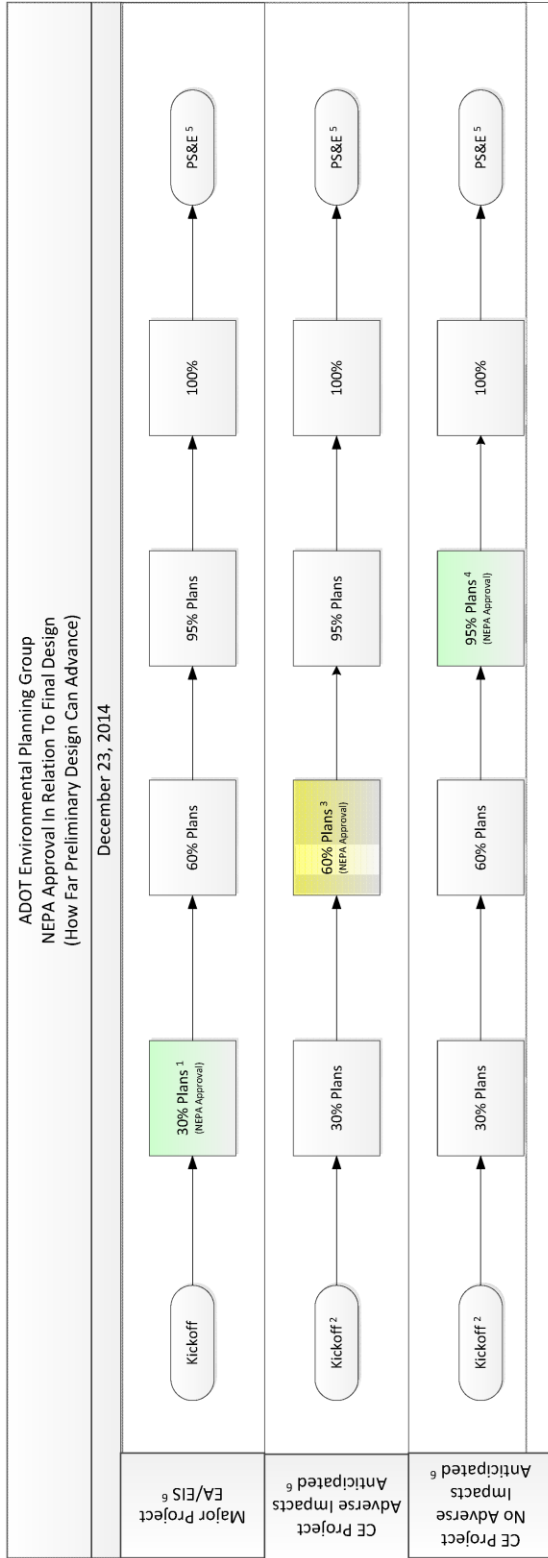 ADOT Environmental Planning Group
NEPA Approval In Relation To Final Design
(How Far Preliminary Design Can Advance)
December 23, 2014
Major Project
EA/EIS ⁶
Kickoff
30% Plans ¹
(NEPA Approval)
60% Plans
95% Plans
100%
PS&E ⁵
CE Project
Adverse Impacts
Anticipated ⁶
Kickoff ²
30% Plans
60% Plans ³
(NEPA Approval)
95% Plans
100%
PS&E ⁵
CE Project
No Adverse
Impacts
Anticipated ⁶
Kickoff ²
30% Plans
60% Plans
95% Plans ⁴
(NEPA Approval)
100%
PS&E ⁵